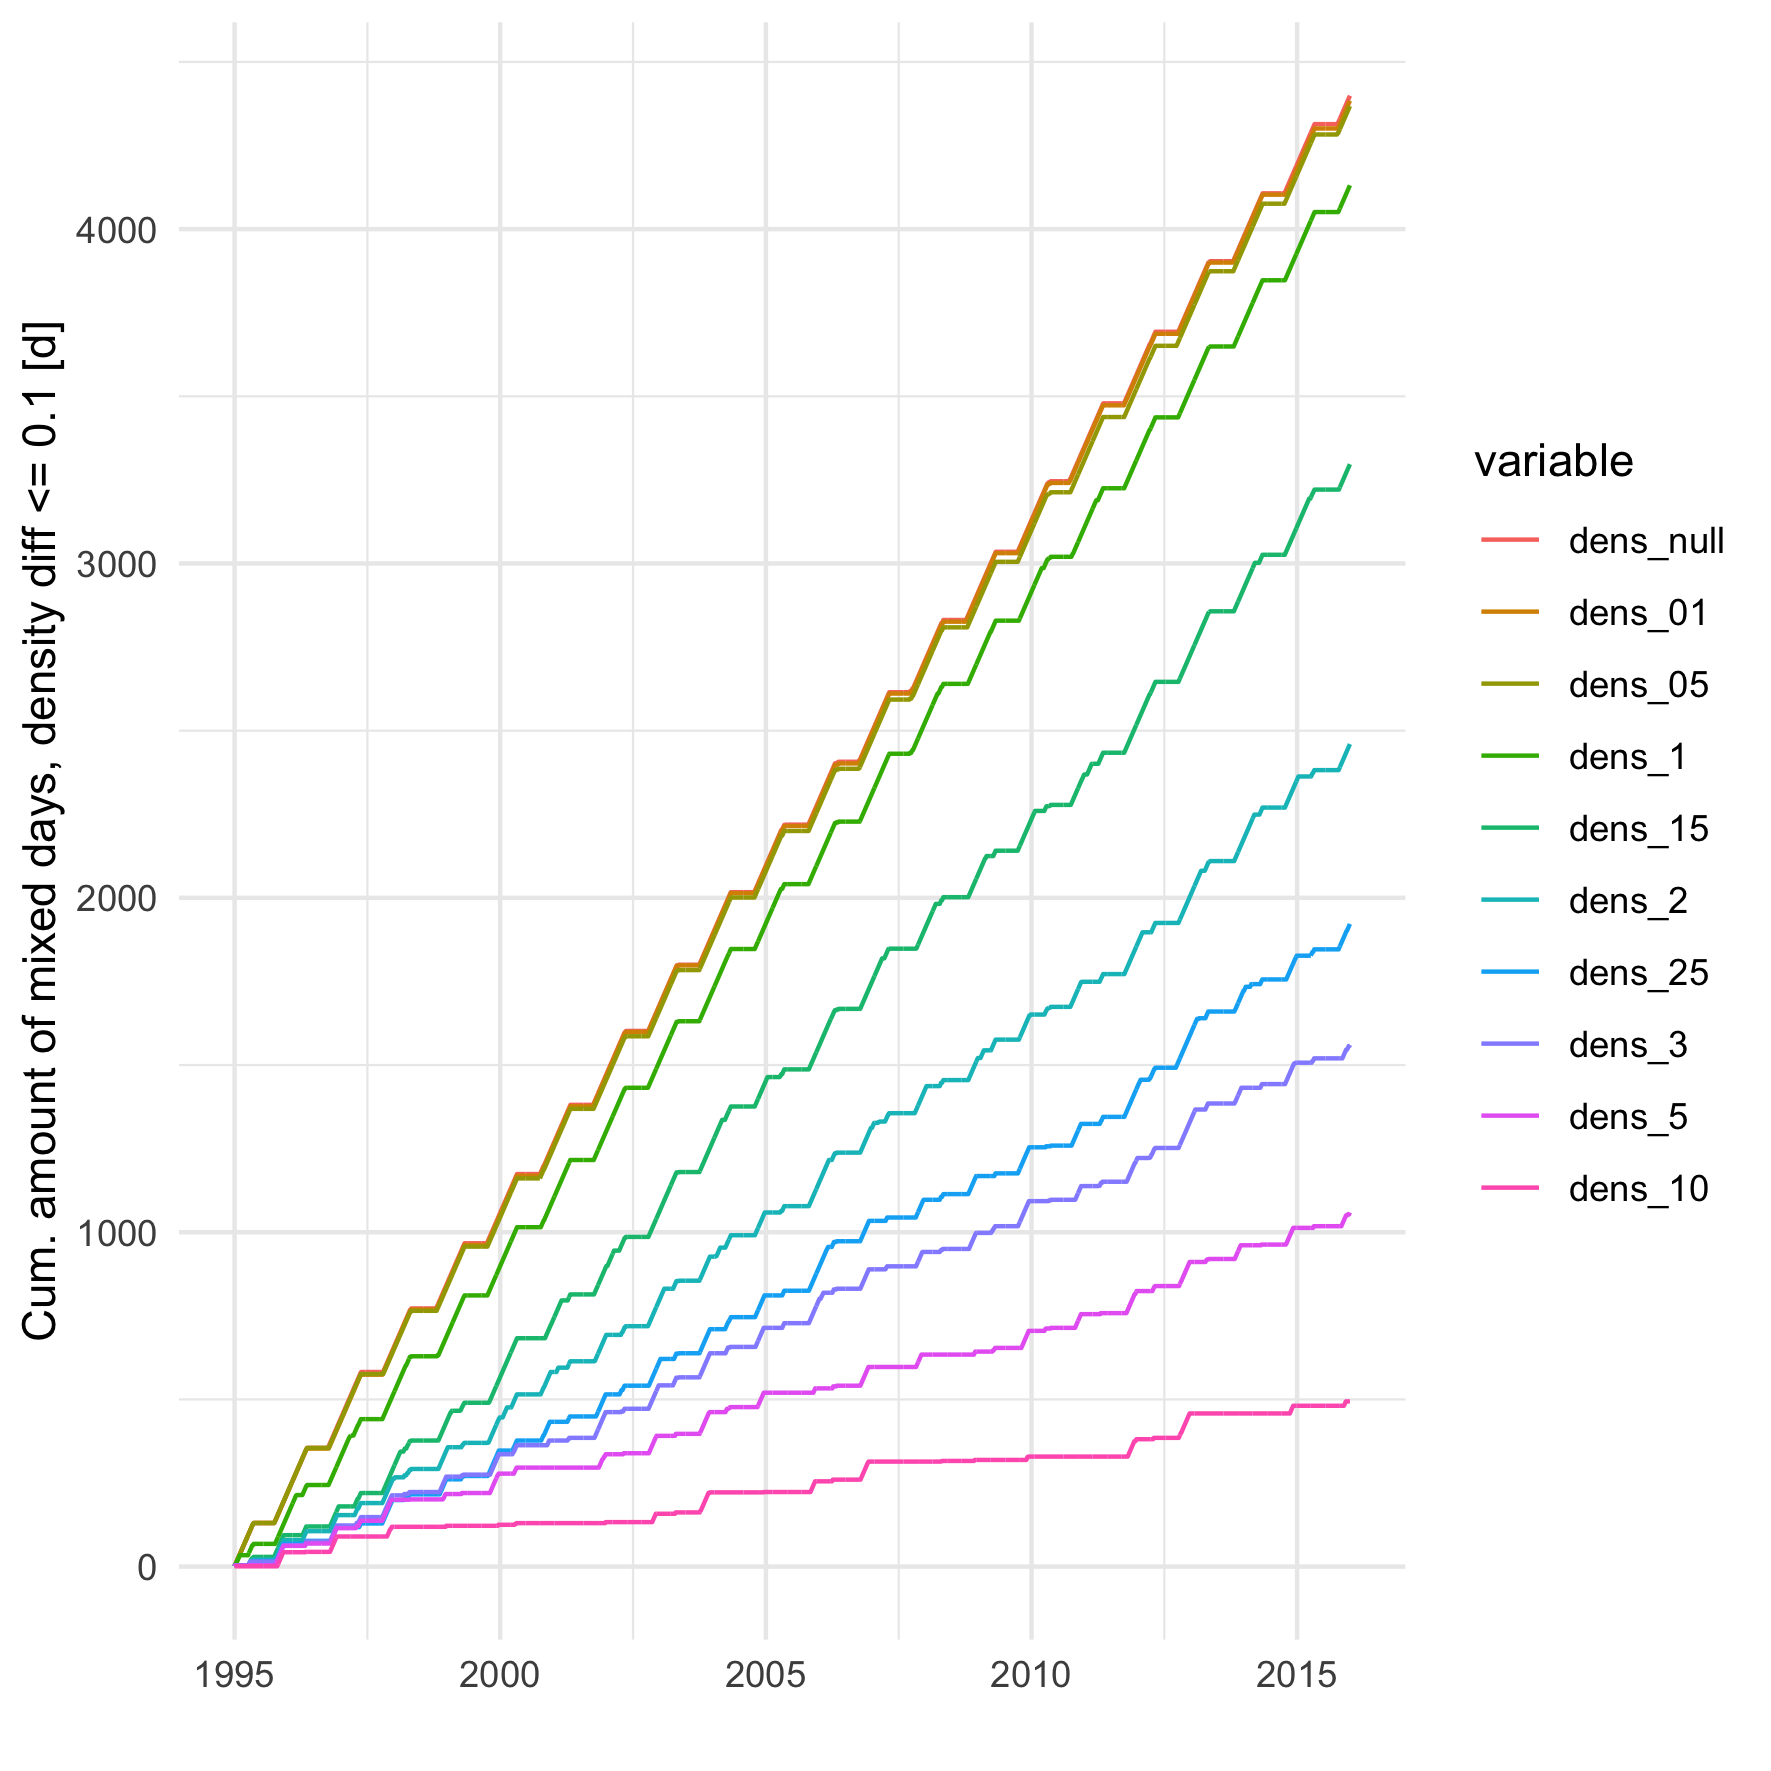 Cum. amount of mixed days, density diff <= 0.1 [d]
4000
3000
2000
1000
0
1995 2000 2005 2010 2015
variable
dens_null
dens_01
dens_05
dens_1
dens_15
dens_2
dens_25
dens_3
dens_5
dens_10